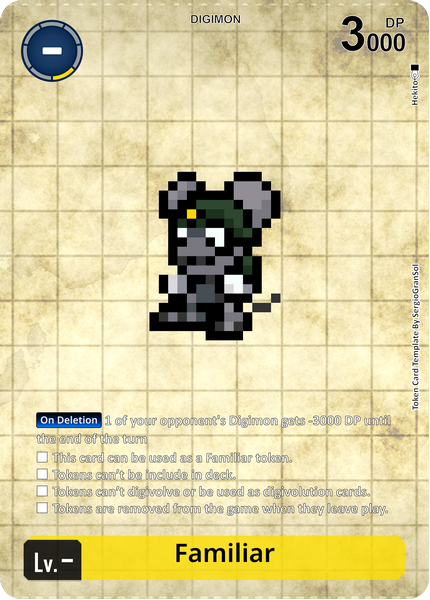 DIGIMON
-
DP
3000
Hekito
On Deletion 1 of your opponent's Digimon gets -3000 DP until
the end of the turn
This card can be used as a Familiar token.
Tokens can't be include in deck.
Tokens can't digivolve or be used as digivolution cards.
Tokens are removed from the game when they leave play.
Token Card Template By SergioGranSol
Lv.-
Familiar